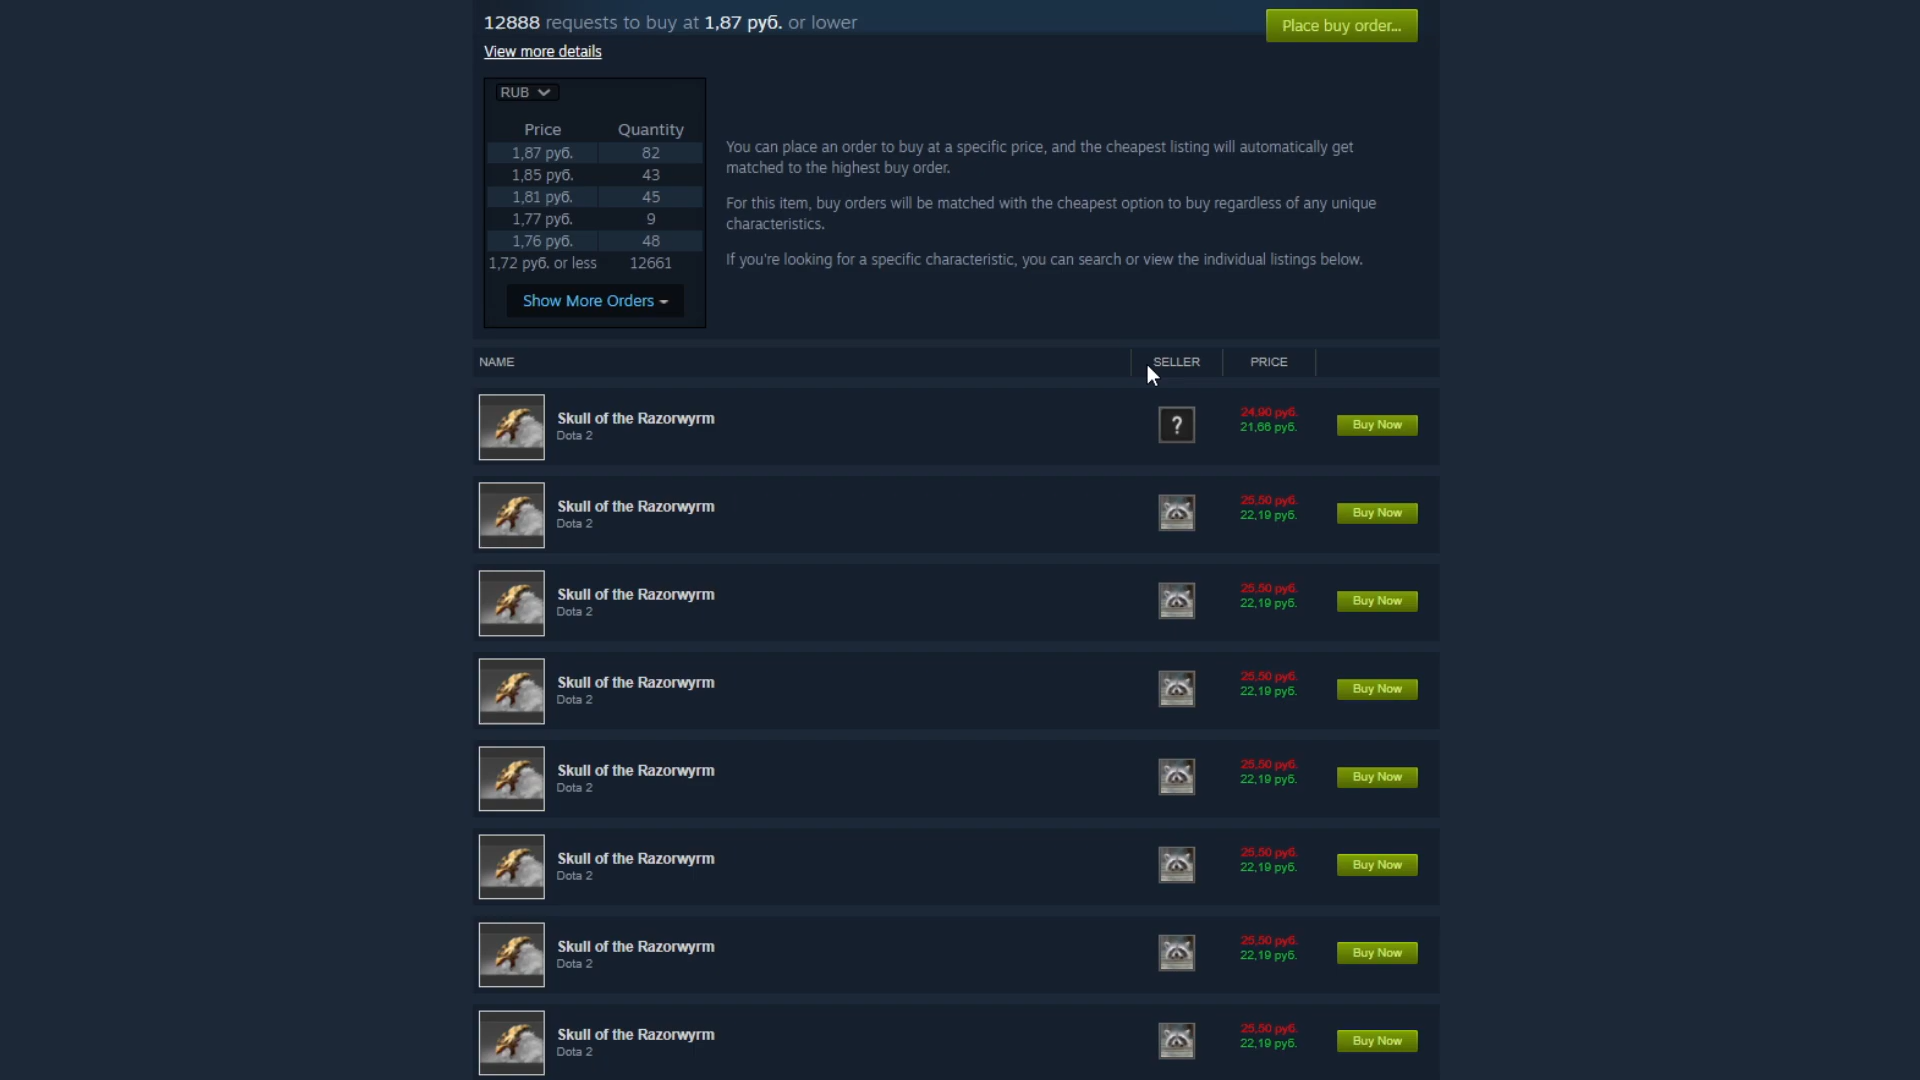 12888 requests to buy at 1,87 руб. or lower
Place buy order...
View more details
RUB
Price Quantity
1,87 руб. 82
1,85 руб. 43
1,81 руб. 45
1,77 руб. 9
1,76 руб. 48
1,72 руб. or less 12661
Show More Orders
You can place an order to buy at a specific price, and the cheapest listing will automatically get
matched to the highest buy order.
For this item, buy orders will be matched with the cheapest option to buy regardless of any unique
characteristics.
If you're looking for a specific characteristic, you can search or view the individual listings below.
NAME SELLER PRICE
Skull of the Razorwyrm
Dota 2
?
24,90 руб.
21,66 руб.
Buy Now
Skull of the Razorwyrm
Dota 2
25,50 руб.
22,19 руб.
Buy Now
Skull of the Razorwyrm
Dota 2
25,50 руб.
22,19 руб.
Buy Now
Skull of the Razorwyrm
Dota 2
25,50 руб.
22,19 руб.
Buy Now
Skull of the Razorwyrm
Dota 2
25,50 руб.
22,19 руб.
Buy Now
Skull of the Razorwyrm
Dota 2
25,50 руб.
22,19 руб.
Buy Now
Skull of the Razorwyrm
Dota 2
25,50 руб.
22,19 руб.
Buy Now
Skull of the Razorwyrm
Dota 2
25,50 руб.
22,19 руб.
Buy Now